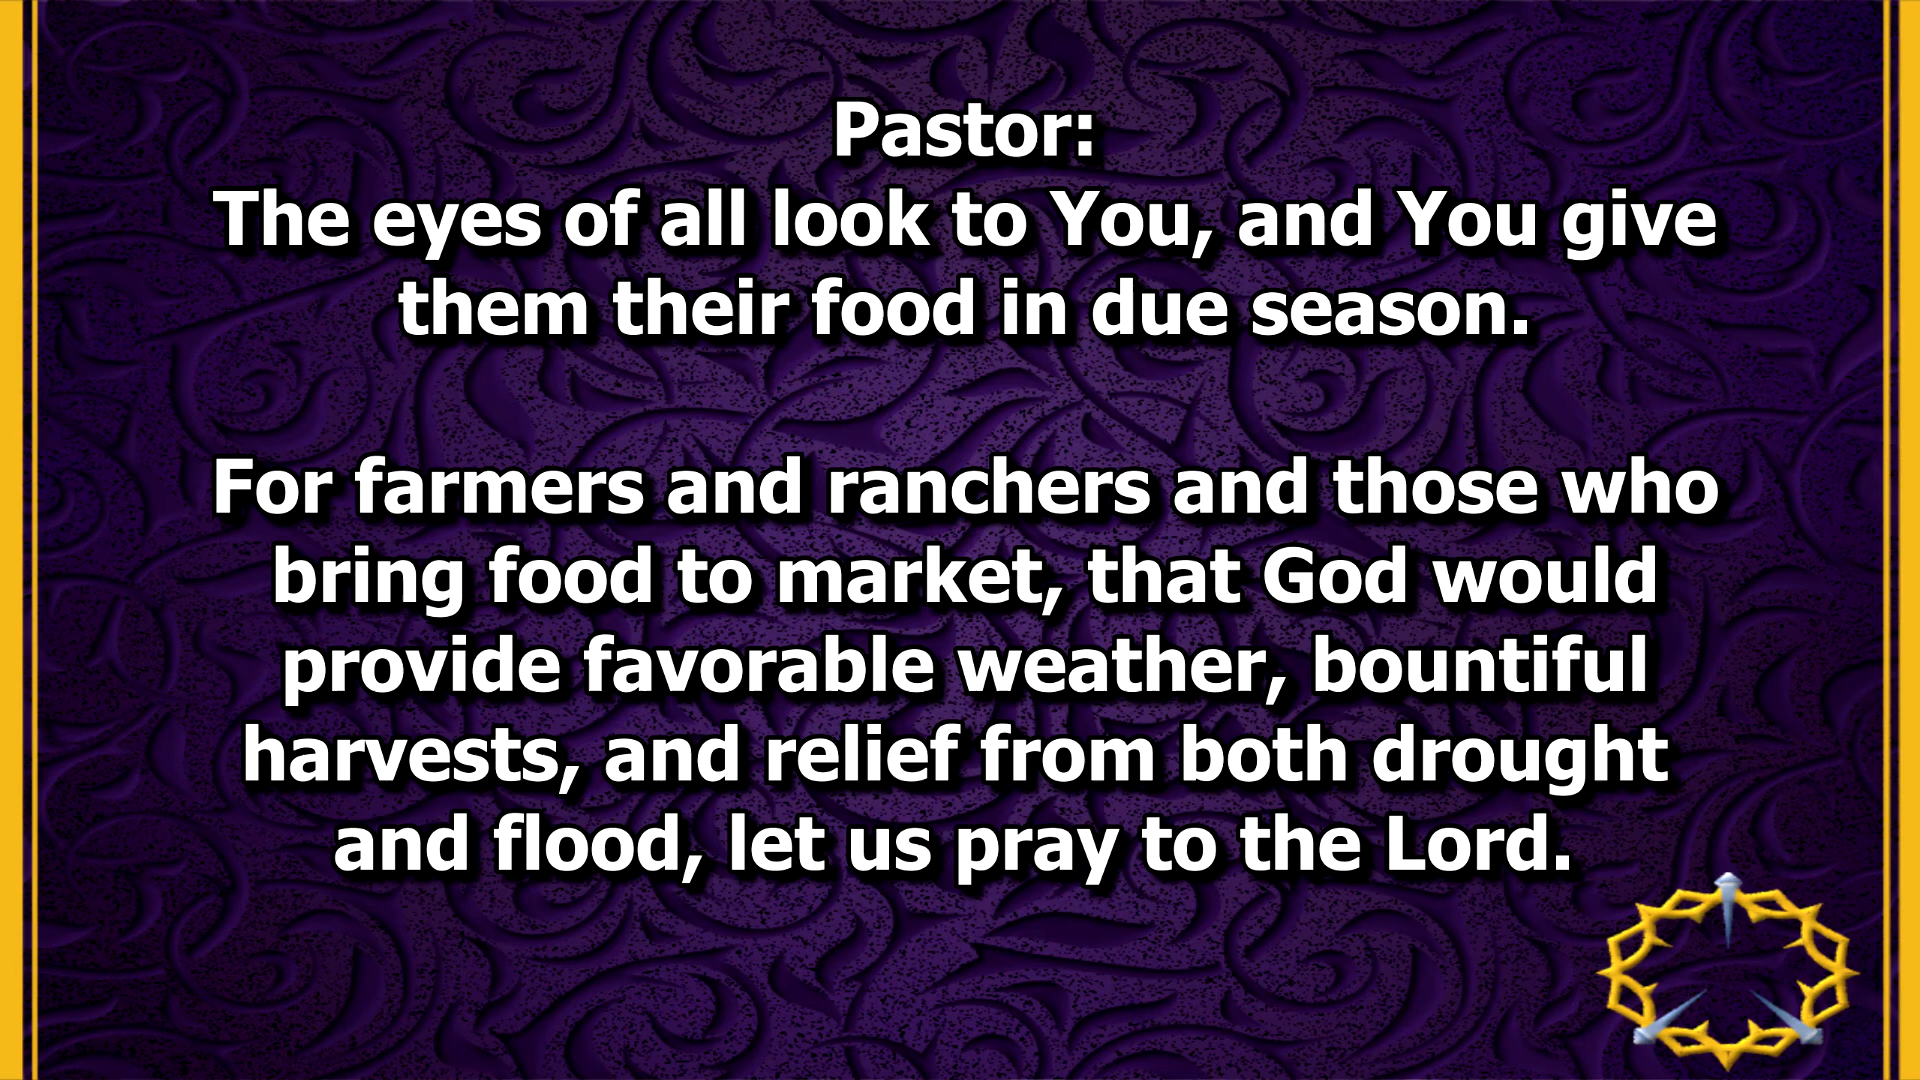 Pastor:
The eyes of all look to You, and You give
them their food in due season.
For farmers and ranchers and those who
bring food to market, that God would
provide favorable weather, bountiful
harvests, and relief from both drought
and flood, let us pray to the Lord.